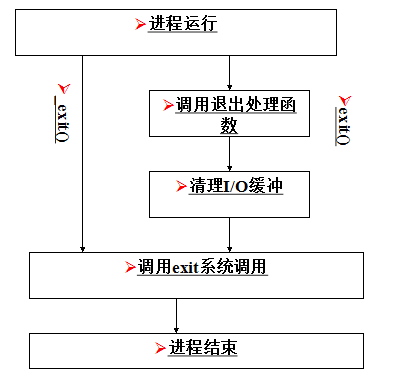 ➢进程运行
➢_exit()
➢调用退出处理函
数
➢exit()
➢清理I/O缓冲
➢调用exit系统调用
➢进程结束